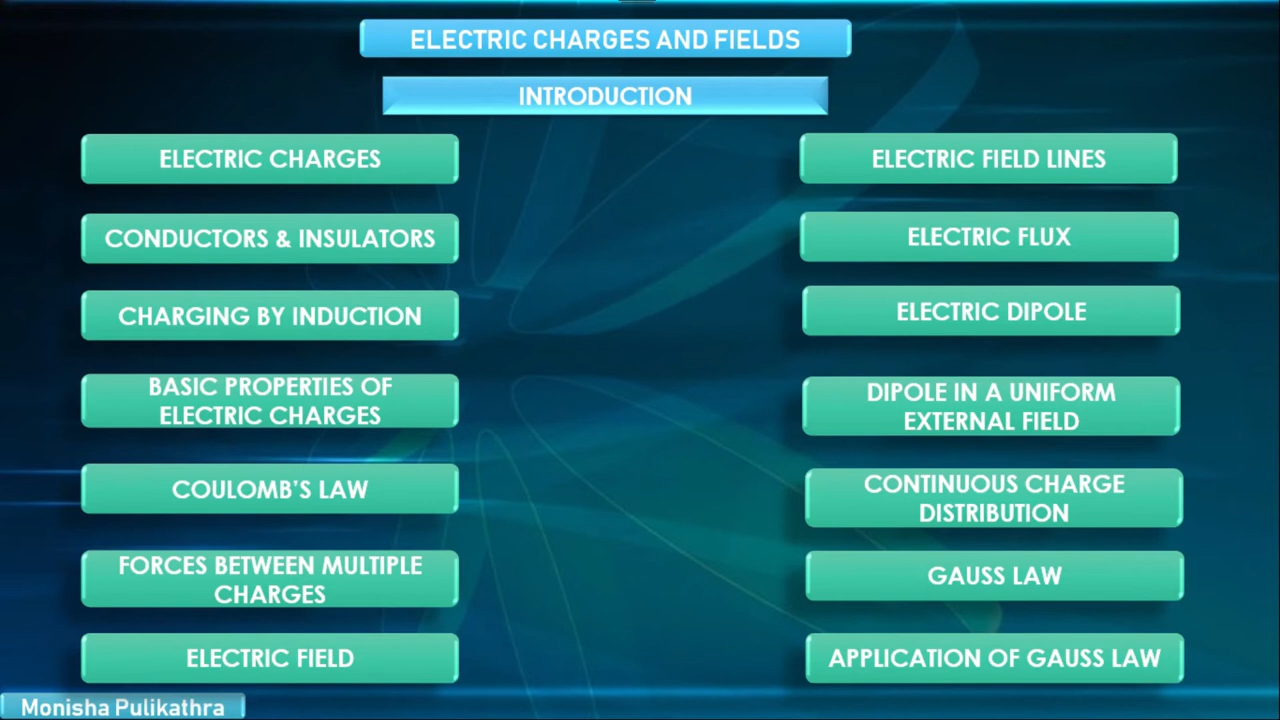 ELECTRIC CHARGES AND FIELDS
INTRODUCTION
ELECTRIC CHARGES
CONDUCTORS & INSULATORS
CHARGING BY INDUCTION
BASIC PROPERTIES OF
ELECTRIC CHARGES
COULOMB'S LAW
FORCES BETWEEN MULTIPLE
CHARGES
ELECTRIC FIELD
ELECTRIC FIELD LINES
ELECTRIC FLUX
ELECTRIC DIPOLE
DIPOLE IN A UNIFORM
EXTERNAL FIELD
CONTINUOUS CHARGE
DISTRIBUTION
GAUSS LAW
APPLICATION OF GAUSS LAW
Monisha Pulikathra